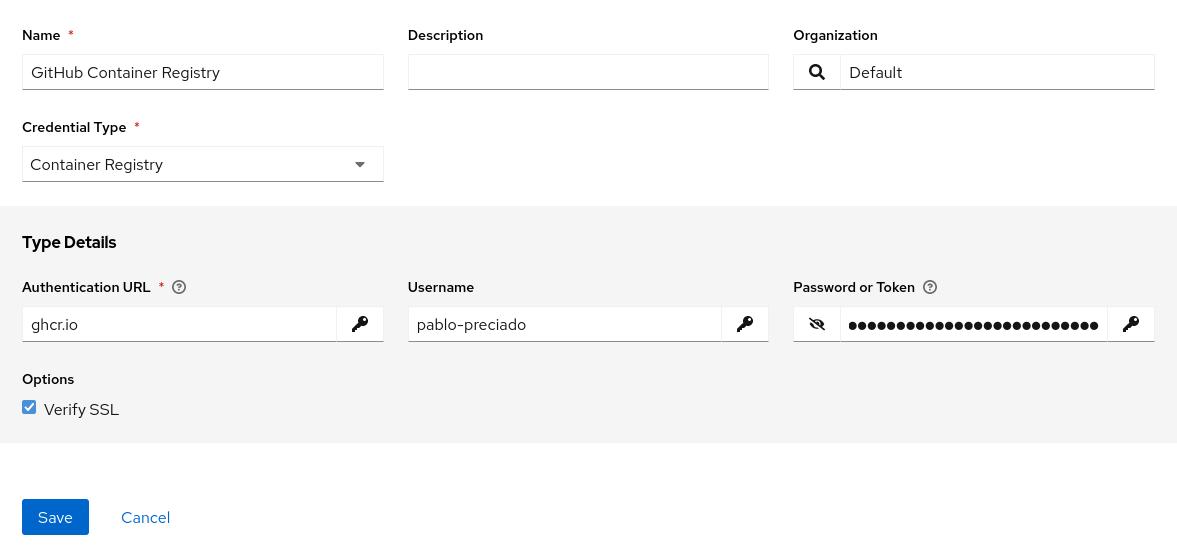 Name * Description Organization
GitHub Container Registry Default
Credential Type *
Container Registry
Type Details
Authentication URL * Username Password or Token
ghcr.io pablo-preciado ••••••••••••••••••••••••••
Options
Verify SSL
Save Cancel